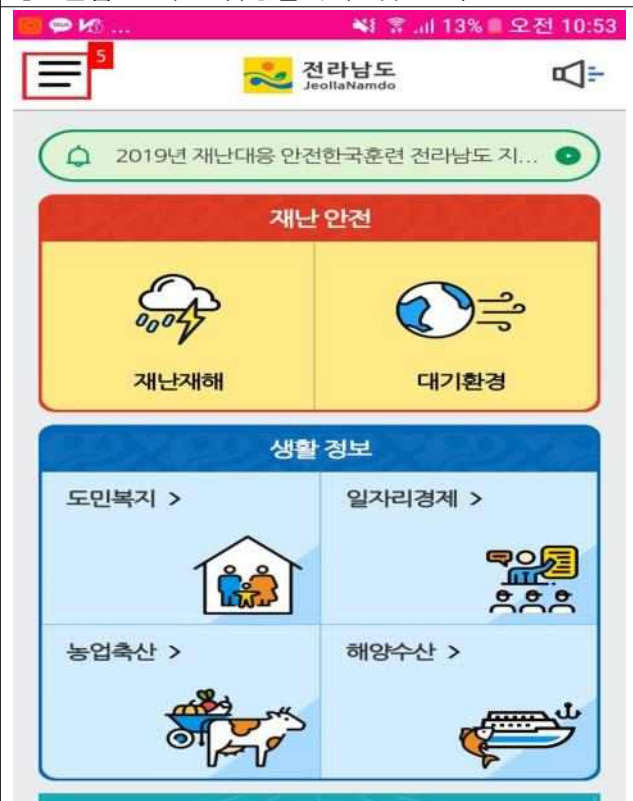 ... 13% 오전 10:53
5
전라남도
JeollaNamdo
2019년 재난대응 안전한국훈련 전라남도 지...
재난 안전
재난재해
대기환경
생활 정보
도민복지 >
일자리경제 >
농업축산 >
해양수산 >